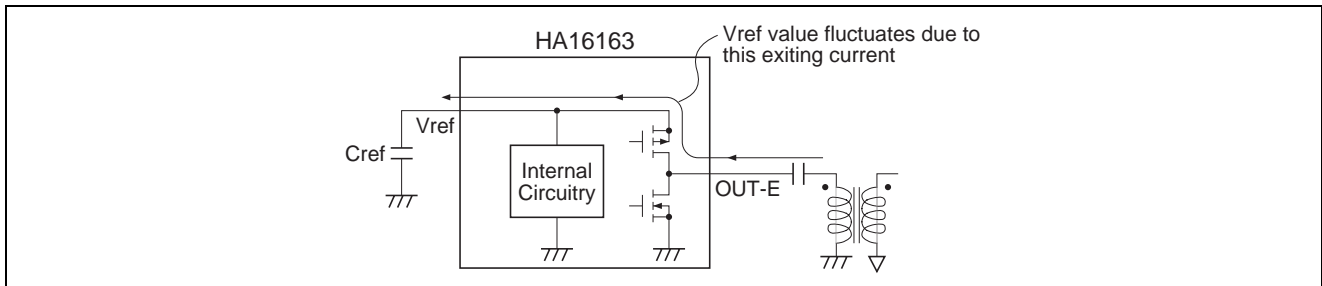 HA16163
Vref value fluctuates due to
this exiting current
Vref
Cref
Internal
Circuitry
OUT-E